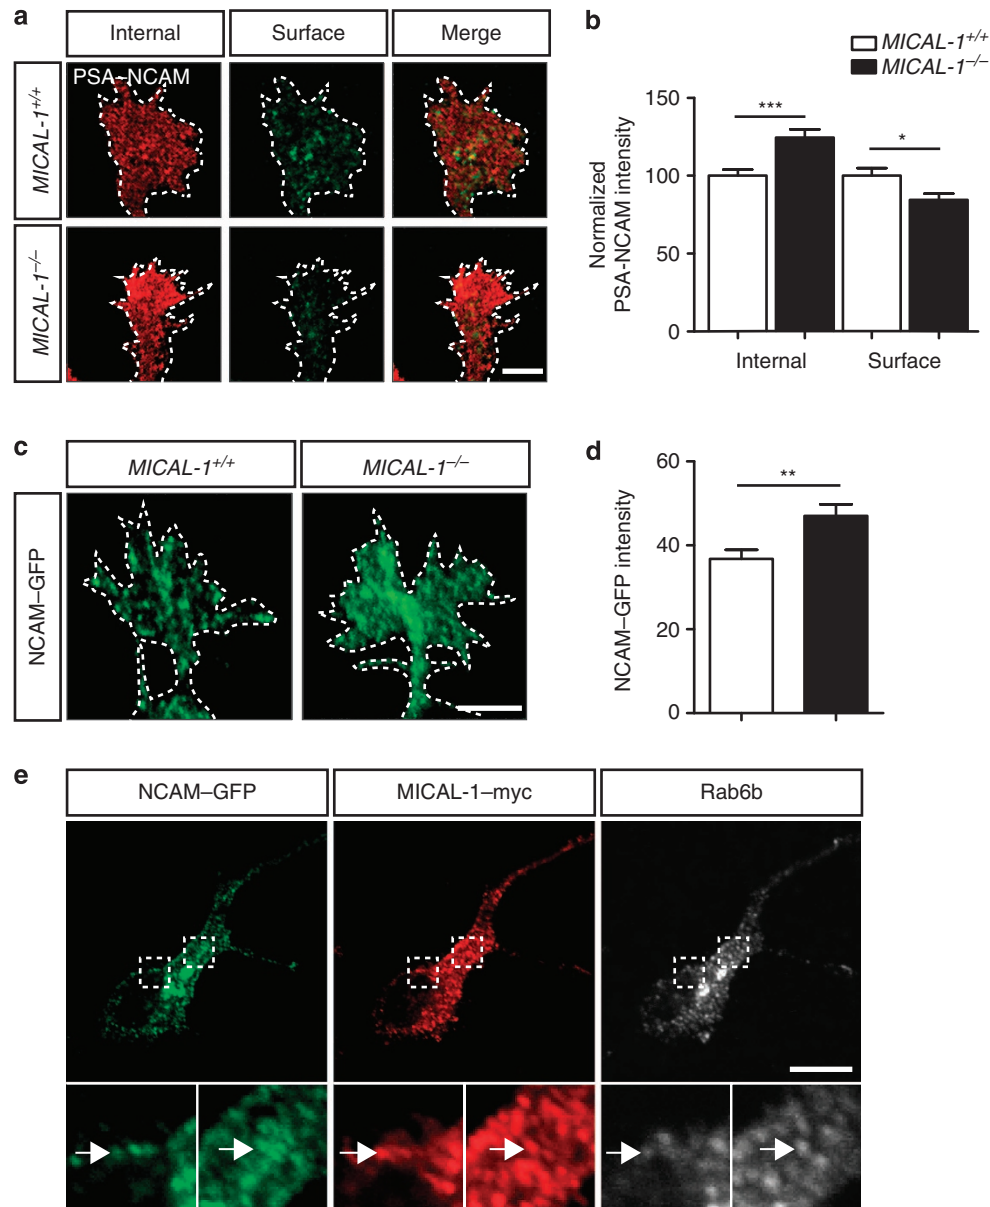 a
Internal
Surface
Merge
MICAL-1+/+
PSA–NCAM
MICAL-1–/–
b
MICAL-1+/+
MICAL-1–/–
Normalized
PSA-NCAM intensity
150
100
50
0
***
*
Internal
Surface
c
MICAL-1+/+
MICAL-1–/–
NCAM–GFP
d
NCAM–GFP intensity
60
40
20
0
**
e
NCAM–GFP
MICAL-1–myc
Rab6b